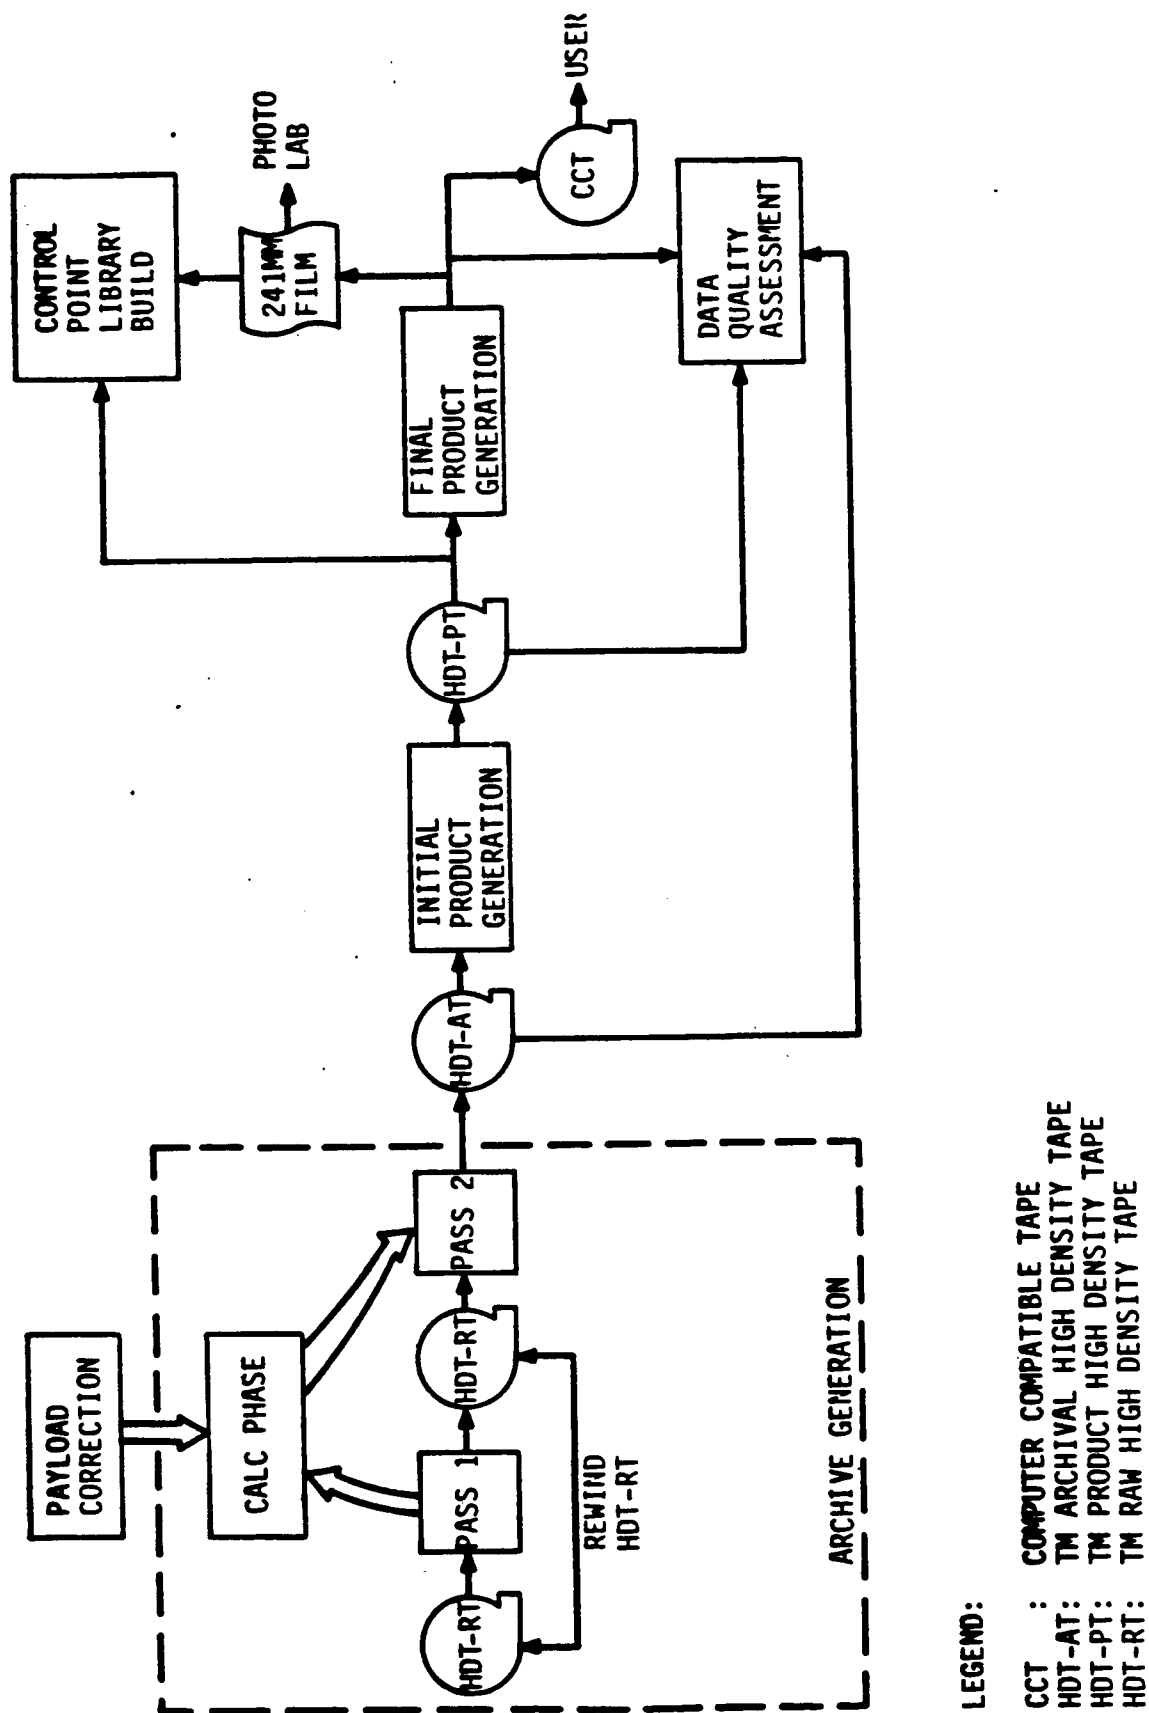 PAYLOAD
CORRECTION
CALC PHASE
HDT-RT
PASS 1
HDT-RT
PASS 2
REWIND
HDT-RT
ARCHIVE GENERATION
HDT-AT
INITIAL
PRODUCT
GENERATION
HDT-PT
FINAL
PRODUCT
GENERATION
CONTROL
POINT
LIBRARY
BUILD
241MM
FILM
PHOTO
LAB
CCT
USER
DATA
QUALITY
ASSESSMENT
LEGEND:
CCT : COMPUTER COMPATIBLE TAPE
HDT-AT: TM ARCHIVAL HIGH DENSITY TAPE
HDT-PT: TM PRODUCT HIGH DENSITY TAPE
HDT-RT: TM RAW HIGH DENSITY TAPE